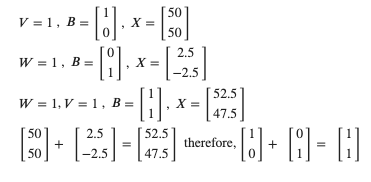 V = 1 , B = [1 0] , X = [50 50]
W = 1 , B = [0 1] , X = [2.5 −2.5]
W = 1, V = 1 , B = [1 1] , X = [52.5 47.5]
[50 50] + [2.5 −2.5] = [52.5 47.5] therefore, [1 0] + [0 1] = [1 1]